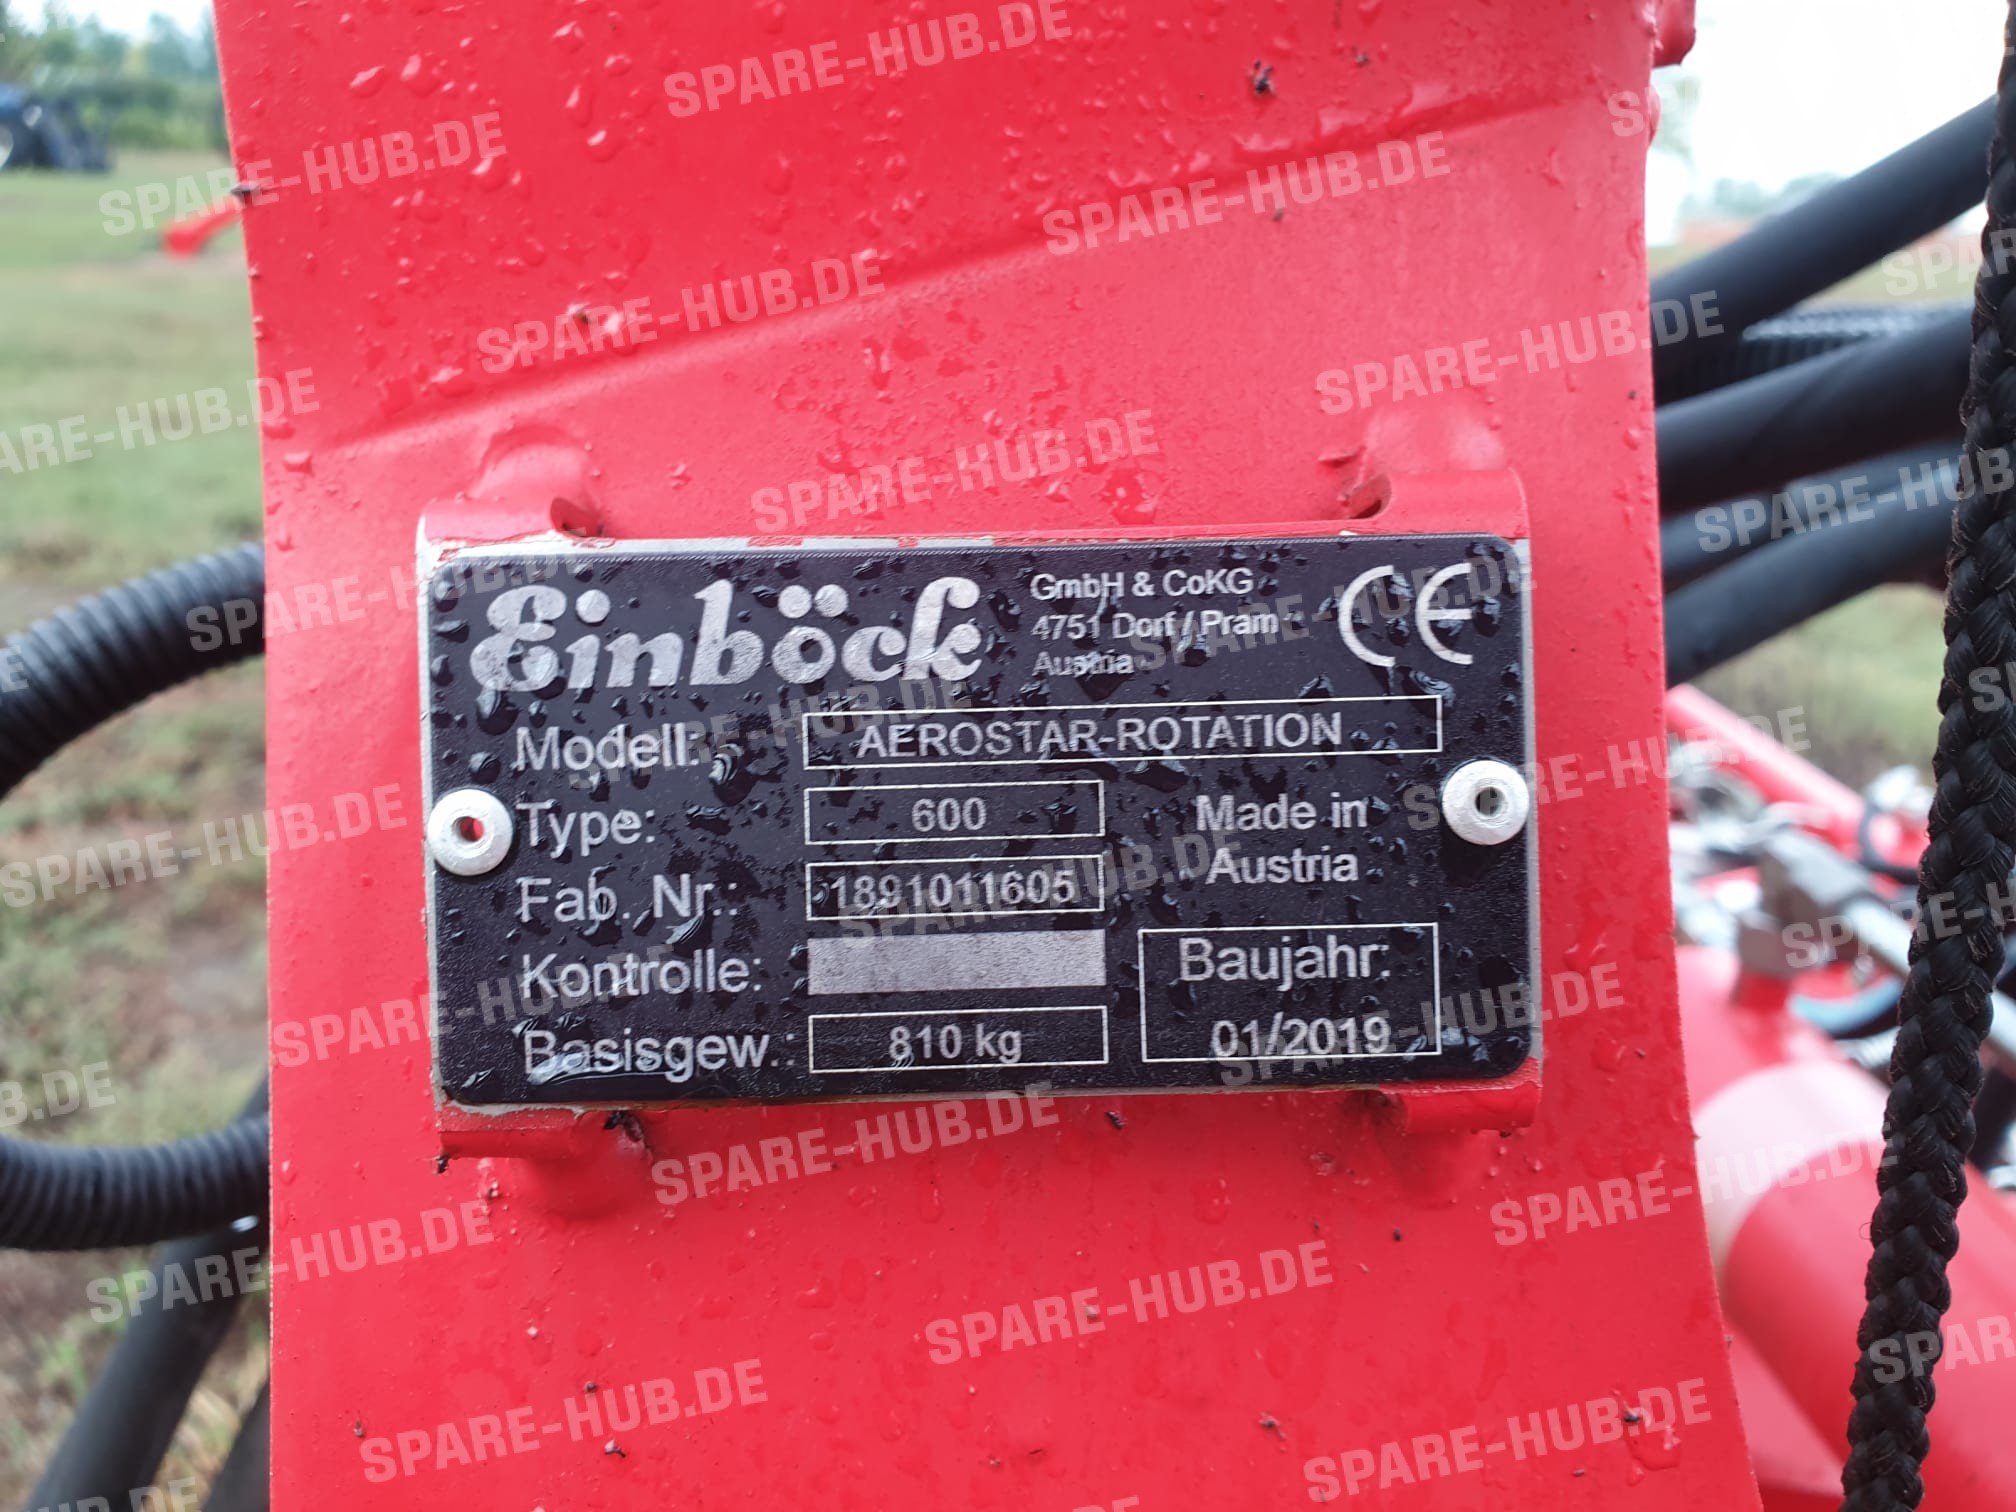 Einböck
GmbH & CoKG
4751 Dorf / Pram
Austria
CE
Modell: AEROSTAR-ROTATION
Type: 600
Made in
Austria
Fab. Nr.: 1891011605
Kontrolle:
Baujahr:
01/2019
Basisgew.: 810 kg
SPARE-HUB.DE